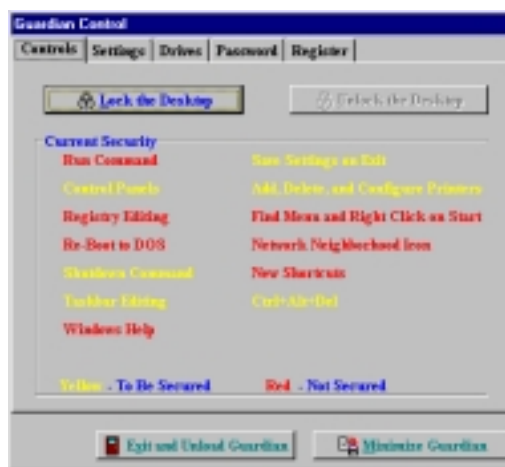 Guardian Control
Controls Settings Drives Password Register
Lock the Desktop Unlock the Desktop
Current Security
Run Command Save Settings on Exit
Control Panels Add, Delete, and Configure Printers
Registry Editing Find Menu and Right Click on Start
Re-Boot to DOS Network Neighborhood Icon
Shutdown Command New Shortcuts
Taskbar Editing Ctrl+Alt+Del
Windows Help
Yellow - To Be Secured Red - Not Secured
Exit and Unload Guardian Minimize Guardian